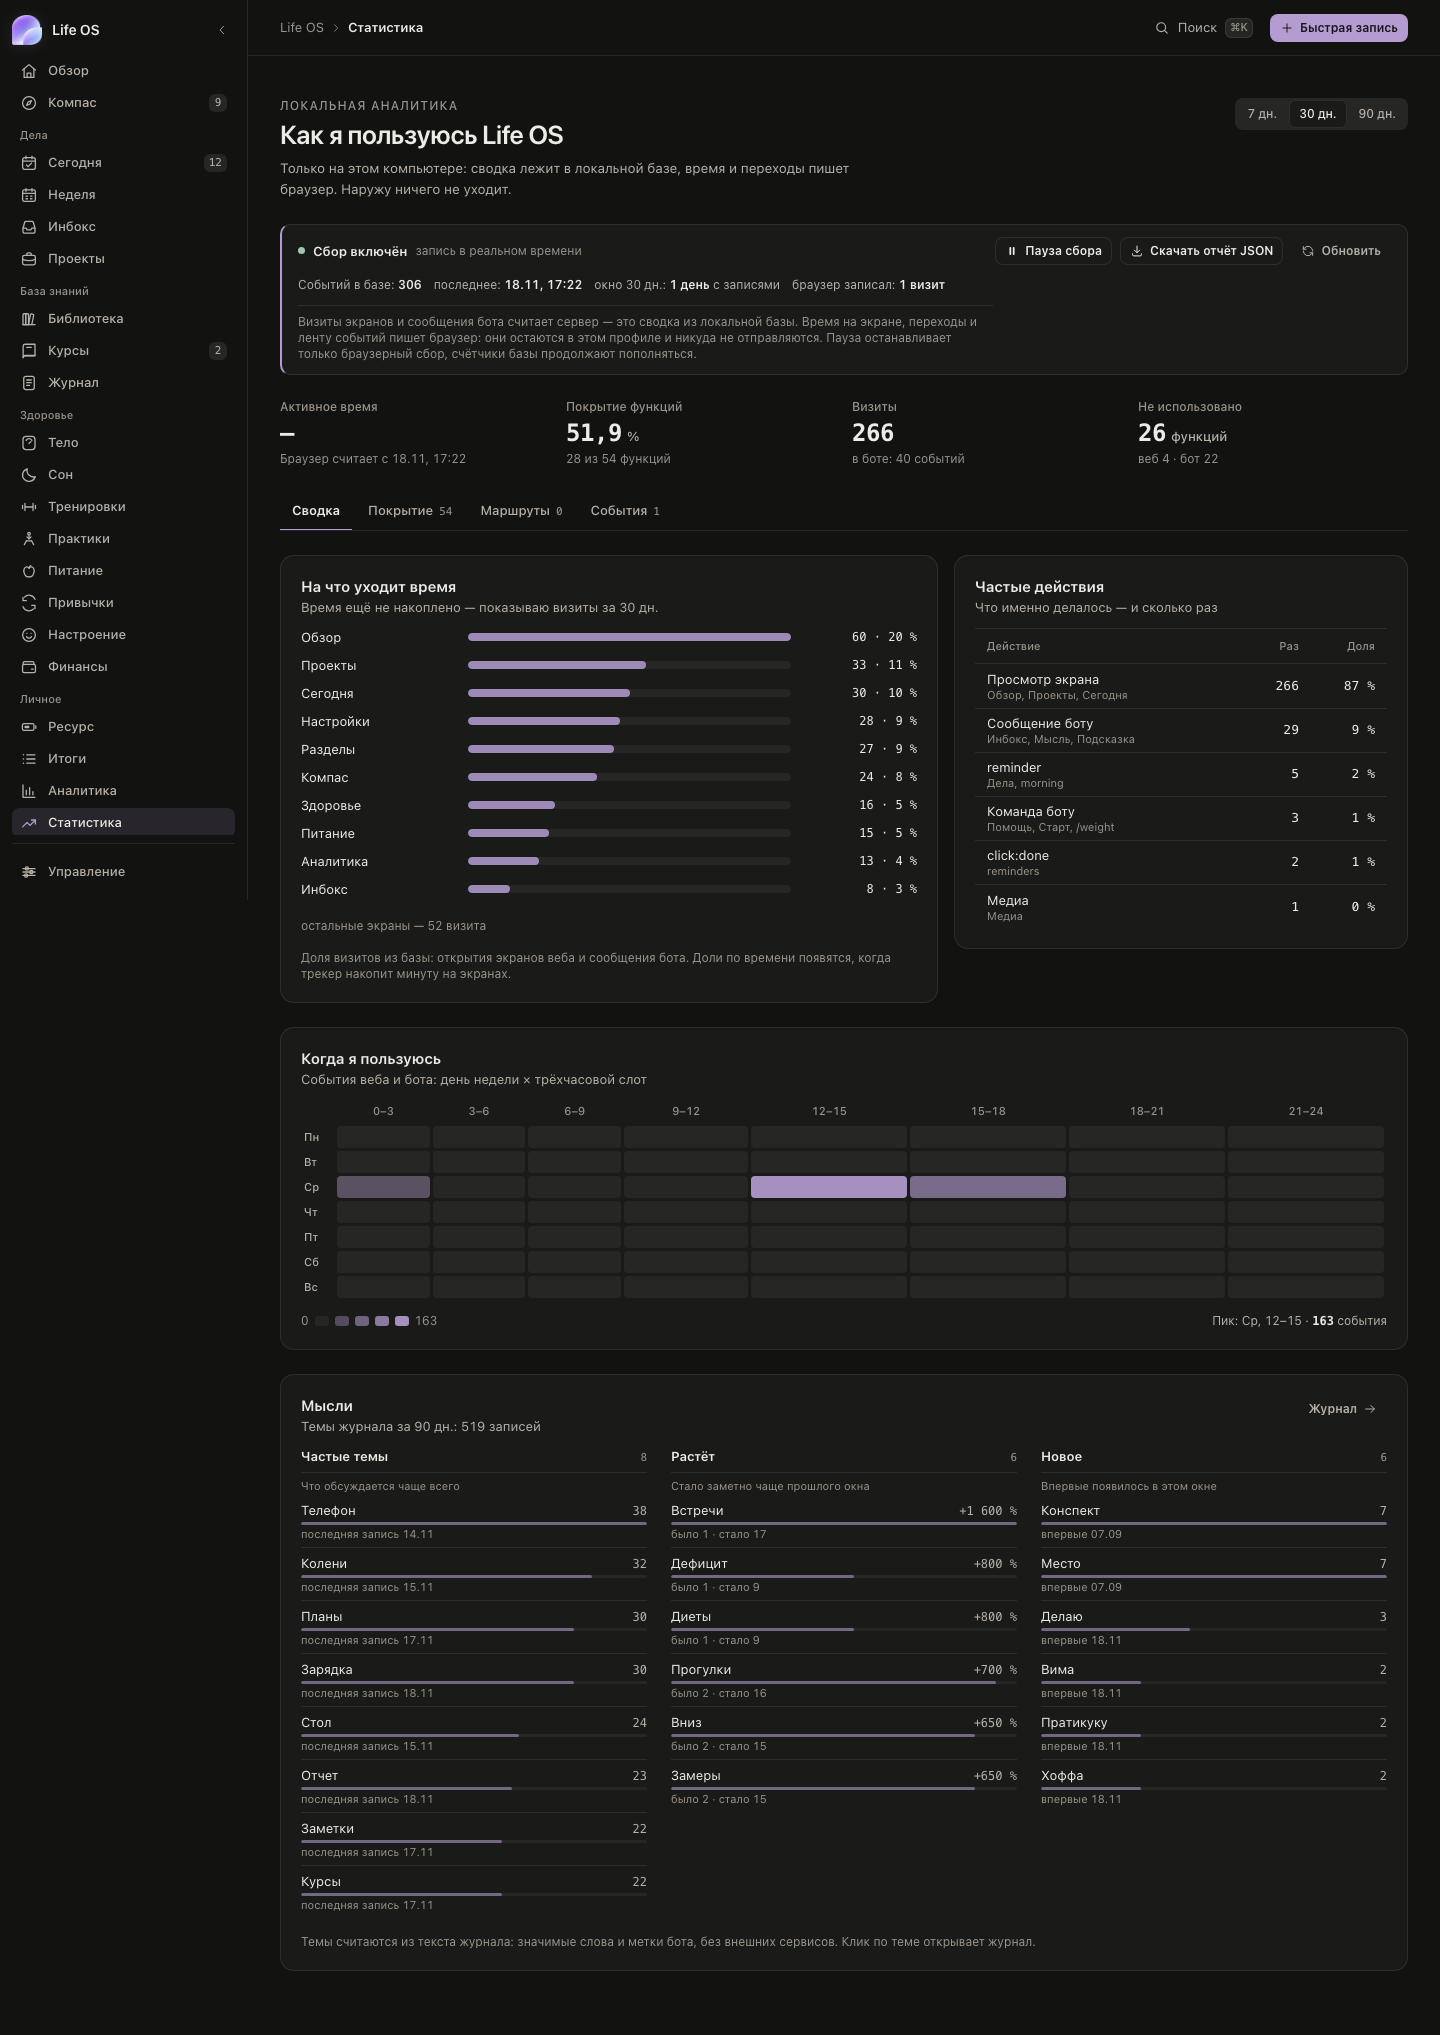 Life OS
Обзор
Компас 9
Дела
Сегодня 12
Неделя
Инбокс
Проекты
База знаний
Библиотека
Курсы 2
Журнал
Здоровье
Тело
Сон
Тренировки
Практики
Питание
Привычки
Настроение
Финансы
Личное
Ресурс
Итоги
Аналитика
Статистика
Управление
Life OS > Статистика
Поиск ⌘K
+ Быстрая запись
ЛОКАЛЬНАЯ АНАЛИТИКА
Как я пользуюсь Life OS
Только на этом компьютере: сводка лежит в локальной базе, время и переходы пишет
браузер. Наружу ничего не уходит.
7 дн. 30 дн. 90 дн.
Сбор включён запись в реальном времени
Пауза сбора Скачать отчёт JSON Обновить
Событий в базе: 306 последнее: 18.11, 17:22 окно 30 дн.: 1 день с записями браузер записал: 1 визит
Визиты экранов и сообщения бота считает сервер — это сводка из локальной базы. Время на экране, переходы и
ленту событий пишет браузер: они остаются в этом профиле и никуда не отправляются. Пауза останавливает
только браузерный сбор, счётчики базы продолжают пополняться.
Активное время
—
Браузер считает с 18.11, 17:22
Покрытие функций
51,9 %
28 из 54 функций
Визиты
266
в боте: 40 событий
Не использовано
26 функций
веб 4 · бот 22
Сводка Покрытие 54 Маршруты 0 События 1
На что уходит время
Время ещё не накоплено — показываю визиты за 30 дн.
Обзор 60 · 20 %
Проекты 33 · 11 %
Сегодня 30 · 10 %
Настройки 28 · 9 %
Разделы 27 · 9 %
Компас 24 · 8 %
Здоровье 16 · 5 %
Питание 15 · 5 %
Аналитика 13 · 4 %
Инбокс 8 · 3 %
остальные экраны — 52 визита
Доля визитов из базы: открытия экранов веба и сообщения бота. Доли по времени появятся, когда
трекер накопит минуту на экранах.
Частые действия
Что именно делалось — и сколько раз
Действие Раз Доля
Просмотр экрана 266 87 %
Обзор, Проекты, Сегодня
Сообщение боту 29 9 %
Инбокс, Мысль, Подсказка
reminder 5 2 %
Дела, morning
Команда боту 3 1 %
Помощь, Старт, /weight
click:done 2 1 %
reminders
Медиа 1 0 %
Медиа
Когда я пользуюсь
События веба и бота: день недели × трёхчасовой слот
0–3 3–6 6–9 9–12 12–15 15–18 18–21 21–24
Пн
Вт
Ср
Чт
Пт
Сб
Вс
0 163
Пик: Ср, 12–15 · 163 события
Мысли
Темы журнала за 90 дн.: 519 записей
Журнал →
Частые темы 8
Что обсуждается чаще всего
Телефон 38
последняя запись 14.11
Колени 32
последняя запись 15.11
Планы 30
последняя запись 17.11
Зарядка 30
последняя запись 18.11
Стол 24
последняя запись 15.11
Отчет 23
последняя запись 18.11
Заметки 22
последняя запись 17.11
Курсы 22
последняя запись 17.11
Растёт 6
Стало заметно чаще прошлого окна
Встречи +1 600 %
было 1 · стало 17
Дефицит +800 %
было 1 · стало 9
Диеты +800 %
было 1 · стало 9
Прогулки +700 %
было 2 · стало 16
Вниз +650 %
было 2 · стало 15
Замеры +650 %
было 2 · стало 15
Новое 6
Впервые появилось в этом окне
Конспект 7
впервые 07.09
Место 7
впервые 07.09
Делаю 3
впервые 18.11
Вима 2
впервые 18.11
Пратикуку 2
впервые 18.11
Хоффа 2
впервые 18.11
Темы считаются из текста журнала: значимые слова и метки бота, без внешних сервисов. Клик по теме открывает журнал.